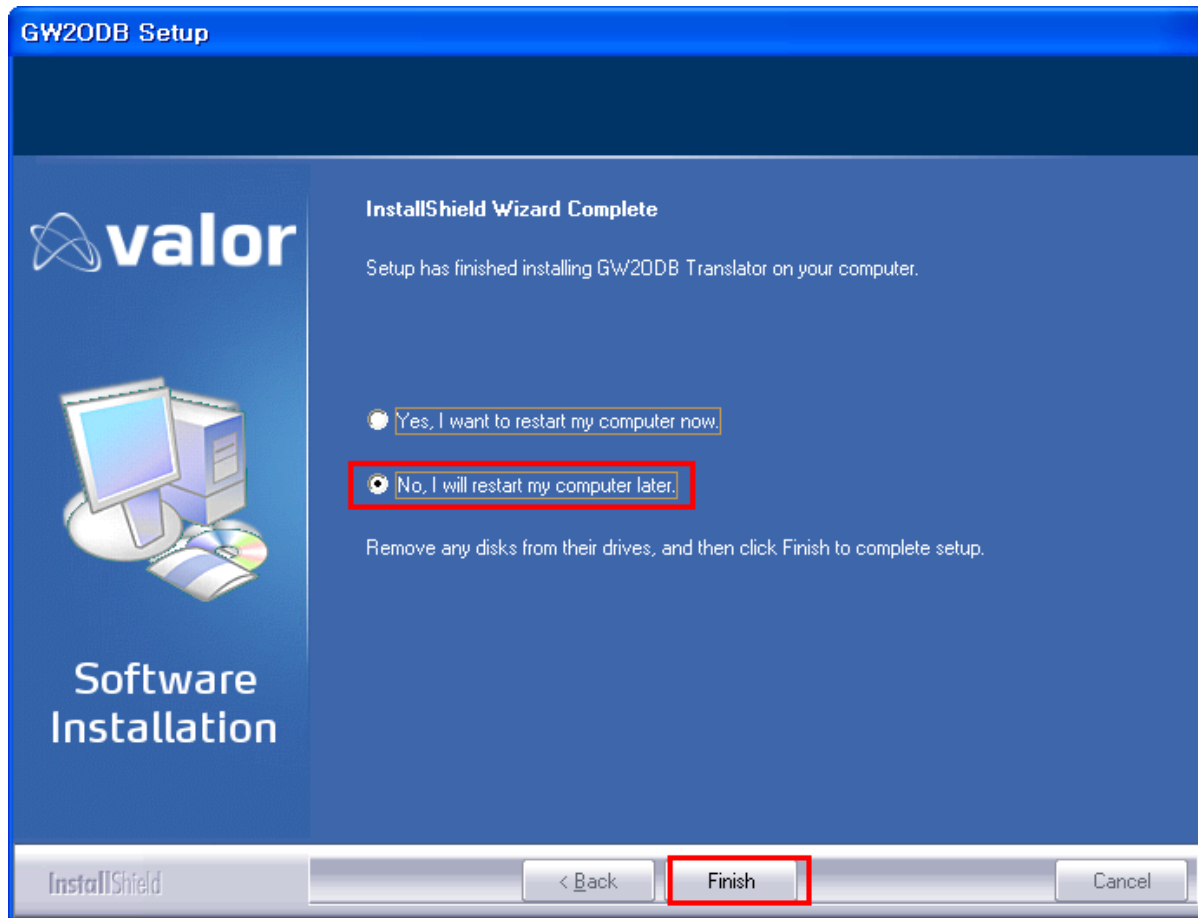 GW2ODB Setup
valor
InstallShield Wizard Complete
Setup has finished installing GW2ODB Translator on your computer.
Yes, I want to restart my computer now.
No, I will restart my computer later.
Remove any disks from their drives, and then click Finish to complete setup.
Software
Installation
InstallShield
< Back
Finish
Cancel